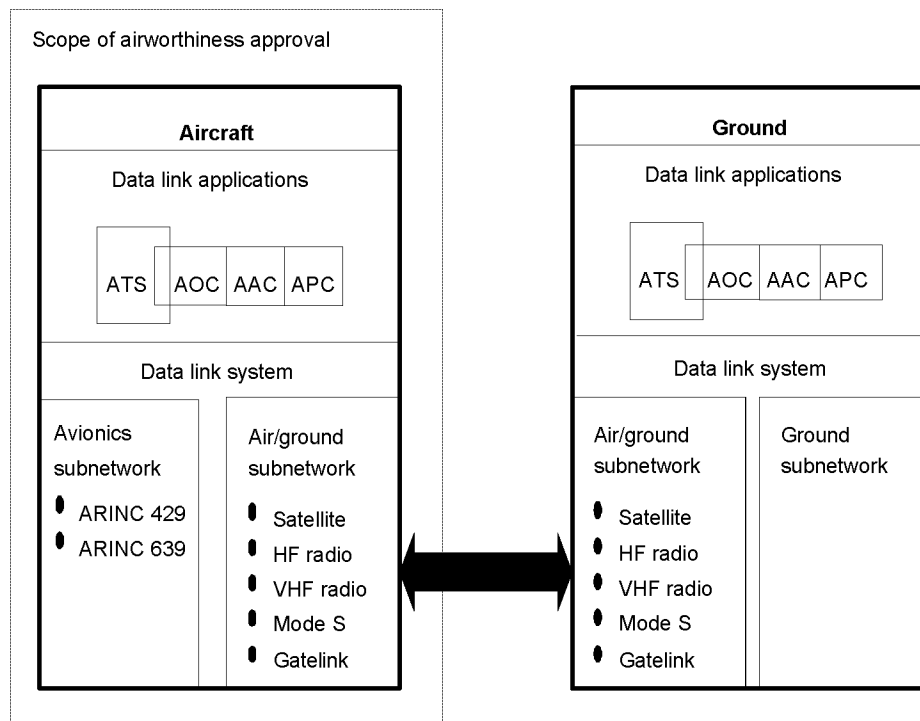 Scope of airworthiness approval
Aircraft
Data link applications
ATS AOC AAC APC
Data link system
Avionics
subnetwork
ARINC 429
ARINC 639
Air/ground
subnetwork
Satellite
HF radio
VHF radio
Mode S
Gatelink
Ground
Data link applications
ATS AOC AAC APC
Data link system
Air/ground
subnetwork
Satellite
HF radio
VHF radio
Mode S
Gatelink
Ground
subnetwork